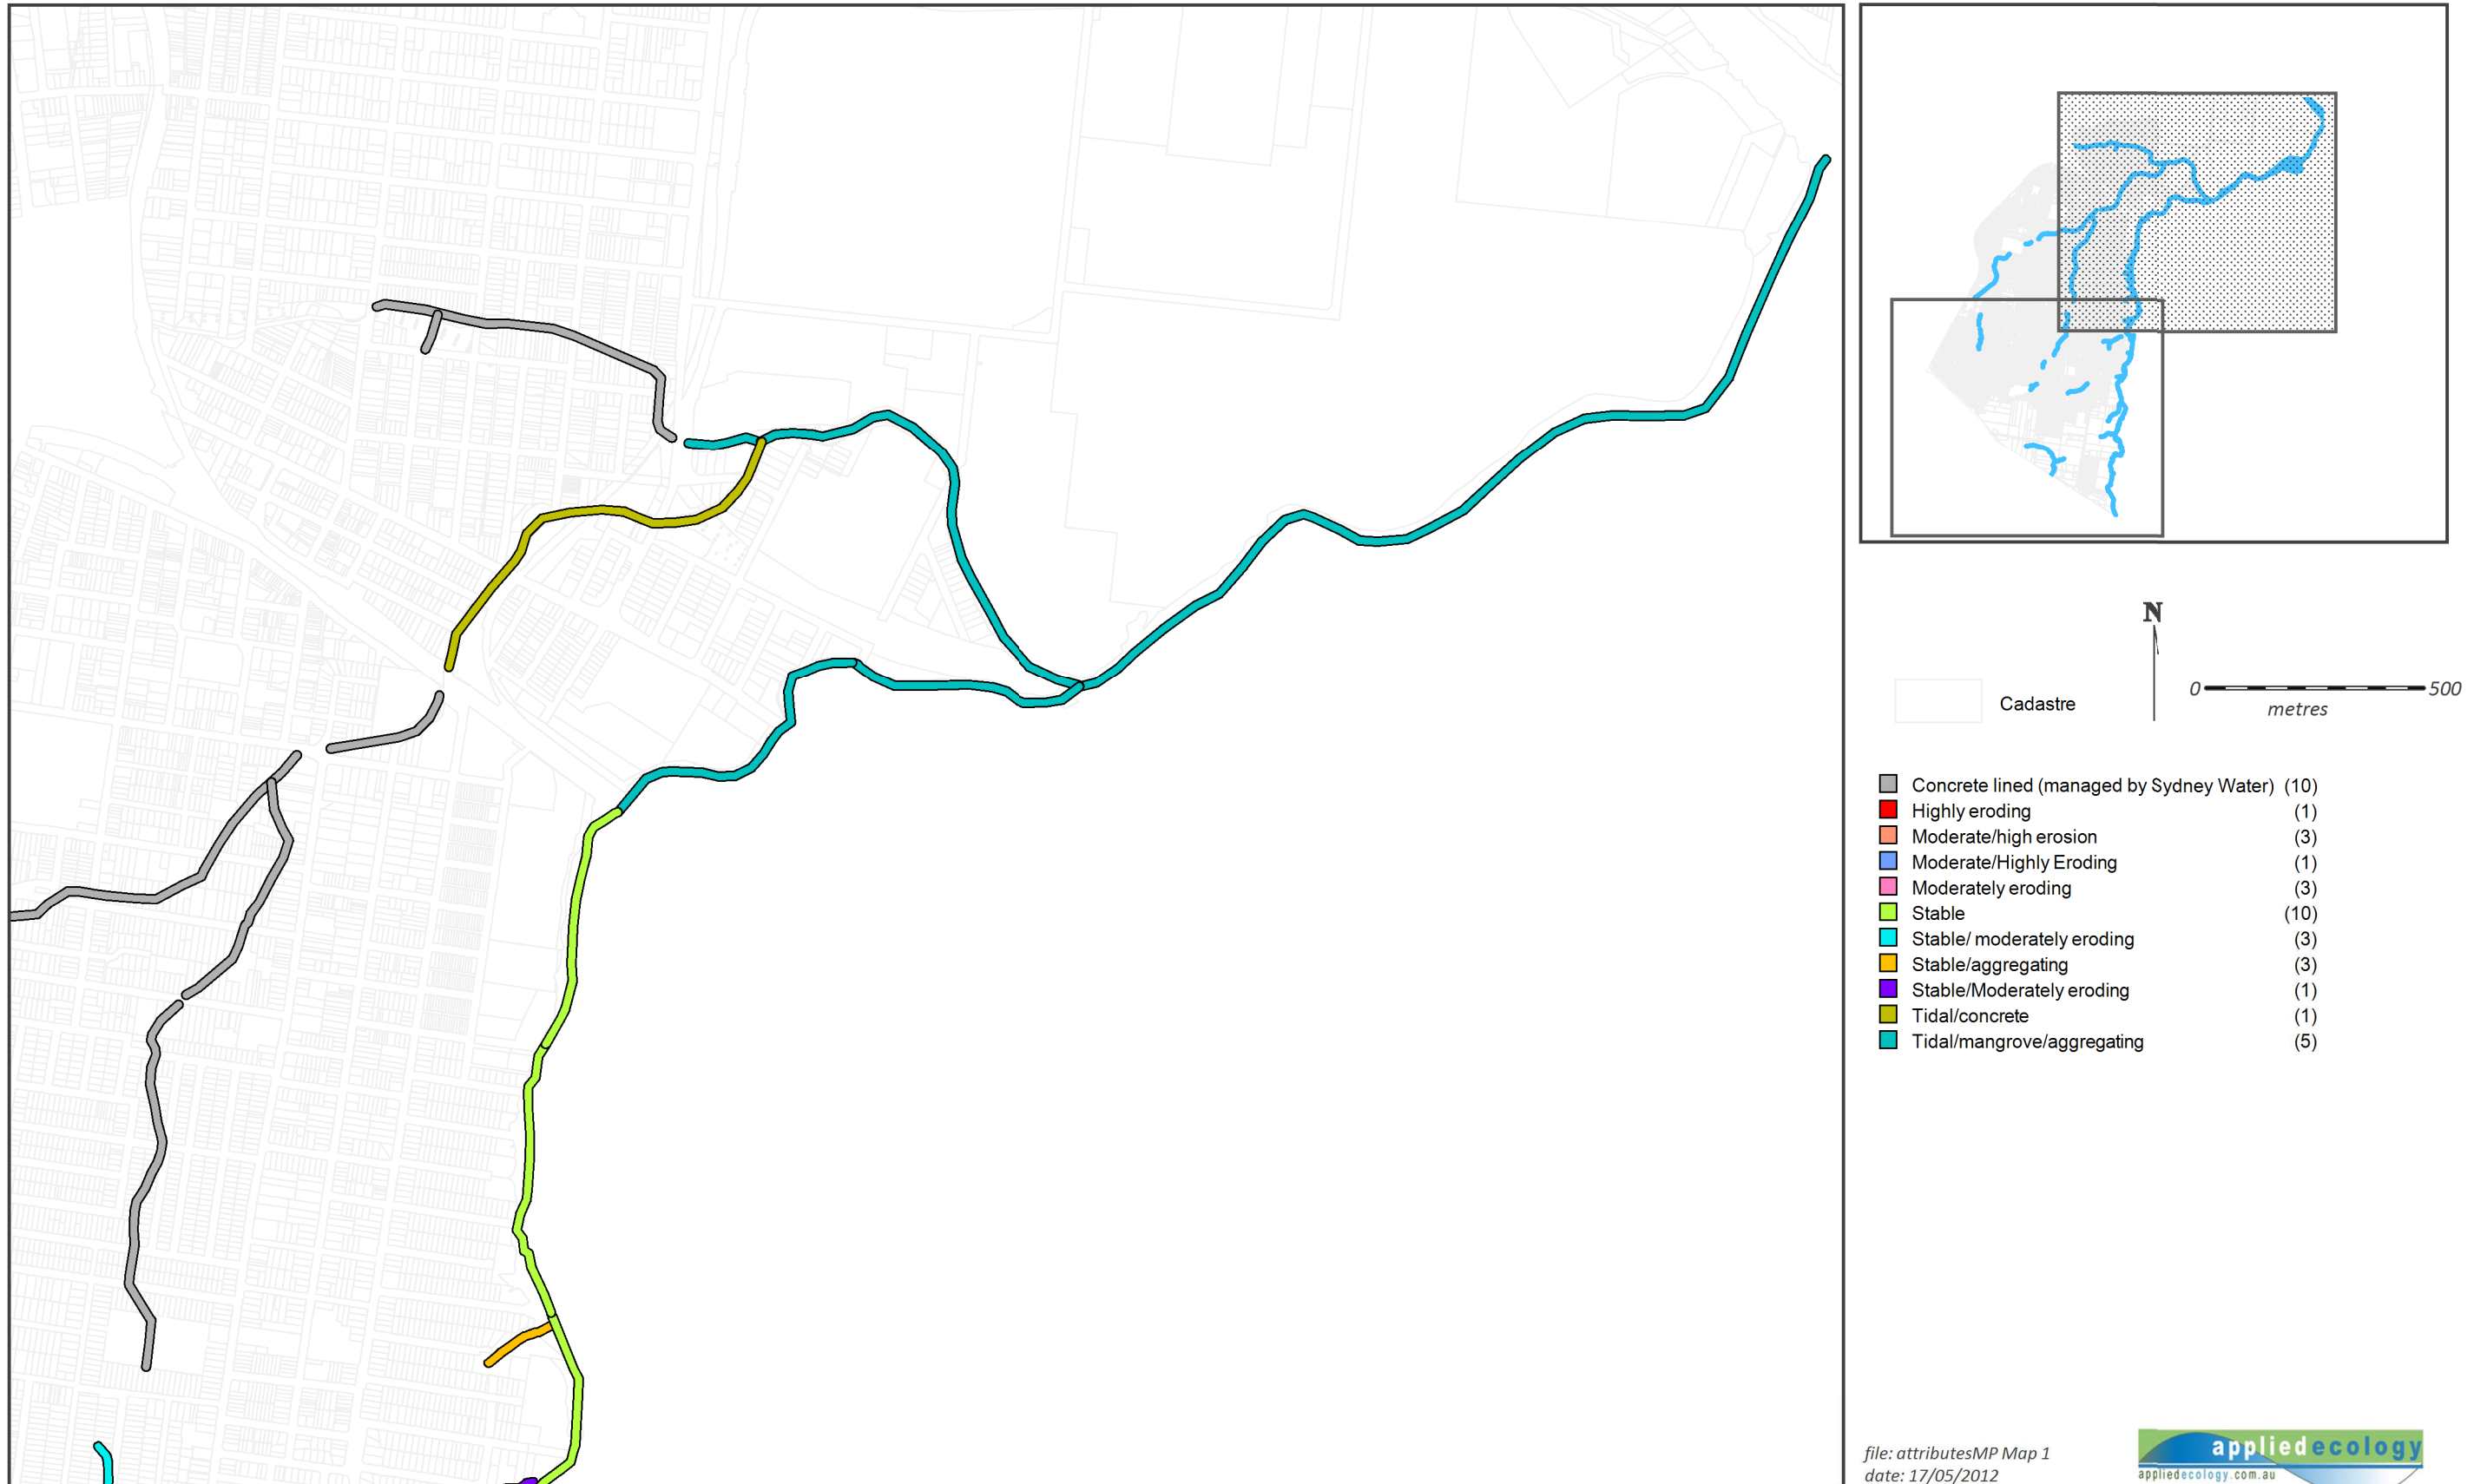 N
0 500
metres
Cadastre
Concrete lined (managed by Sydney Water) (10)
Highly eroding (1)
Moderate/high erosion (3)
Moderate/Highly Eroding (1)
Moderately eroding (3)
Stable (10)
Stable/ moderately eroding (3)
Stable/aggregating (3)
Stable/Moderately eroding (1)
Tidal/concrete (1)
Tidal/mangrove/aggregating (5)
file: attributesMP Map 1
date: 17/05/2012
appliedecology
appliedecology.com.au